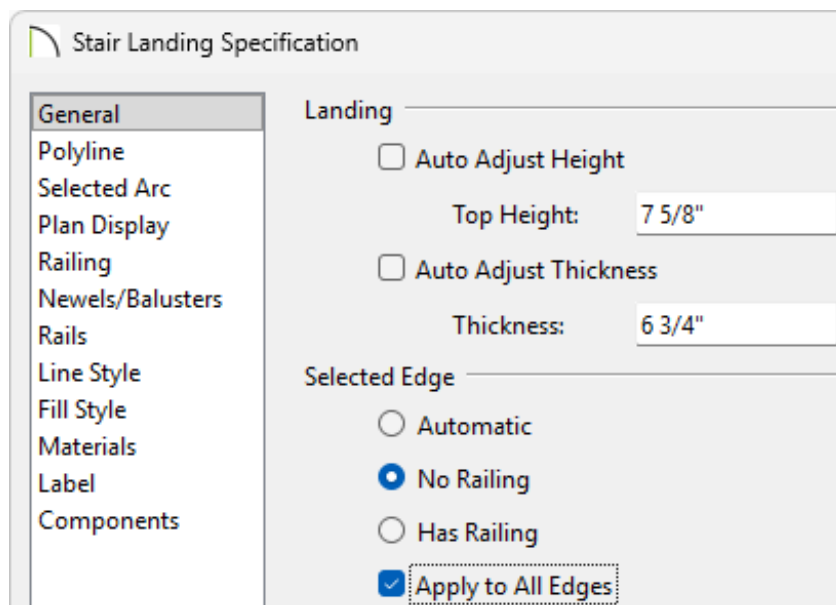 Stair Landing Specification
General
Polyline
Selected Arc
Plan Display
Railing
Newels/Balusters
Rails
Line Style
Fill Style
Materials
Label
Components
Landing
Auto Adjust Height
Top Height: 7 5/8"
Auto Adjust Thickness
Thickness: 6 3/4"
Selected Edge
Automatic
No Railing
Has Railing
Apply to All Edges